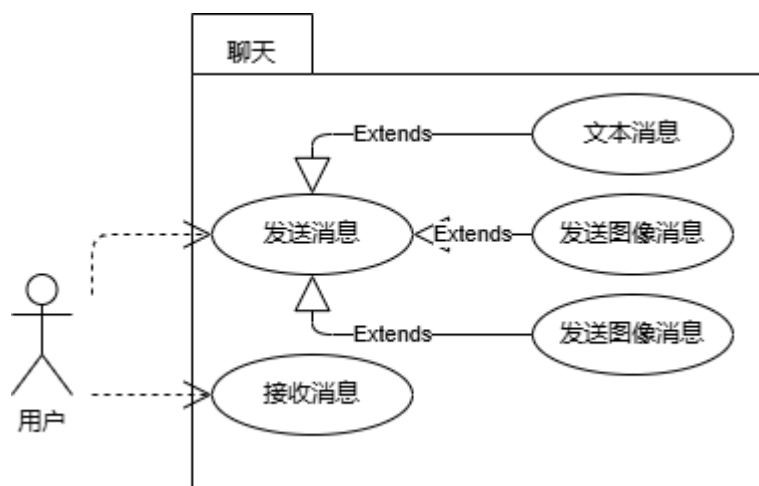 聊天
Extends
文本消息
发送消息
Extends
发送图像消息
Extends
发送图像消息
接收消息
用户